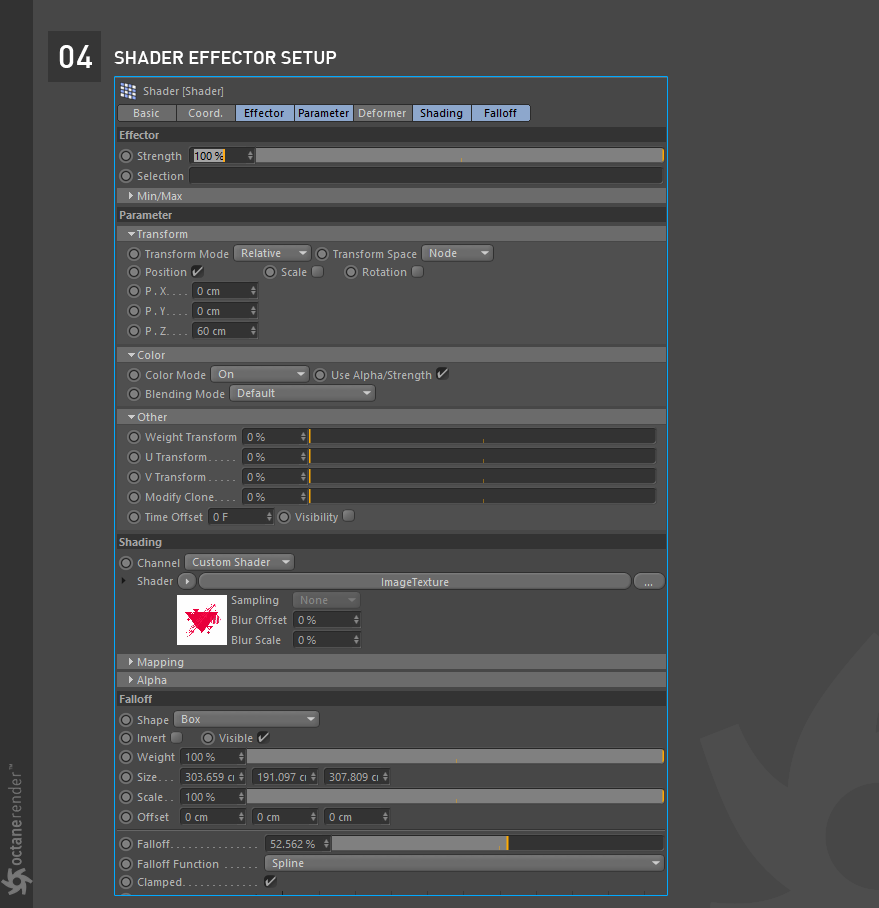 04 SHADER EFFECTOR SETUP
Shader [Shader]
Basic Coord. Effector Parameter Deformer Shading Falloff
Effector
Strength 100 %
Selection
Min/Max
Parameter
Transform
Transform Mode Relative Transform Space Node
Position Scale Rotation
P . X. . . . 0 cm
P . Y. . . . 0 cm
P . Z. . . . 60 cm
Color
Color Mode On Use Alpha/Strength
Blending Mode Default
Other
Weight Transform 0 %
U Transform . . . . . 0 %
V Transform . . . . . 0 %
Modify Clone. . . . 0 %
Time Offset 0 F Visibility
Shading
Channel Custom Shader
Shader ImageTexture ...
Sampling None
Blur Offset 0 %
Blur Scale 0 %
Mapping
Alpha
Falloff
Shape Box
Invert Visible
Weight 100 %
Size. . . 303.659 cı 191.097 cı 307.809 cı
Scale. . 100 %
Offset 0 cm 0 cm 0 cm
Falloff. . . . . . . . . . . . . . 52.562 %
Falloff Function . . . . . . Spline
Clamped. . . . . . . . . . . .
octanerender™